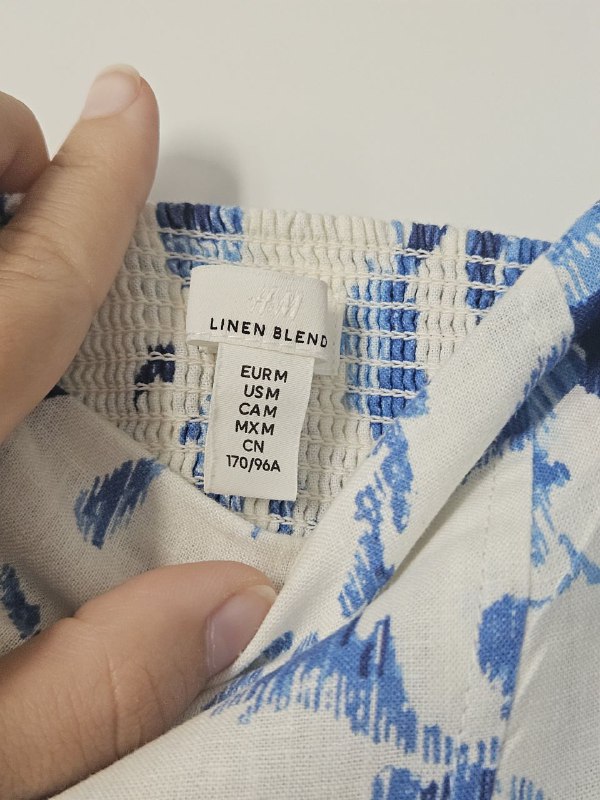 H&M
LINEN BLEND
EUR M
US M
CA M
MX M
CN
170/96A